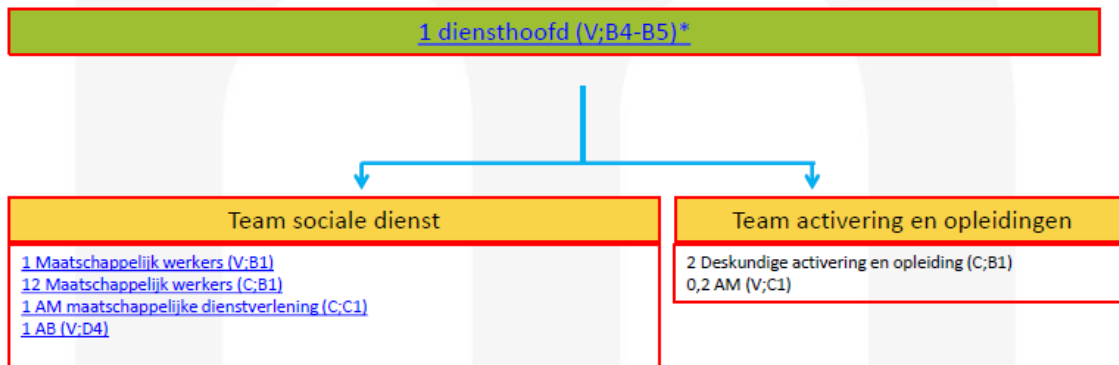 1 diensthoofd (V;B4-B5)*
Team sociale dienst
1 Maatschappelijk werkers (V;B1)
12 Maatschappelijk werkers (C;B1)
1 AM maatschappelijke dienstverlening (C;C1)
1 AB (V;D4)
Team activering en opleidingen
2 Deskundige activering en opleiding (C;B1)
0,2 AM (V;C1)